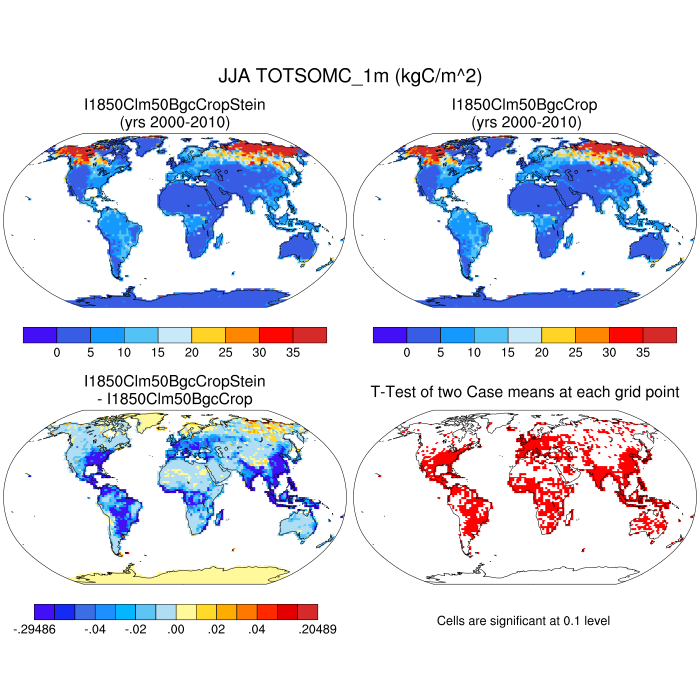 JJA TOTSOMC_1m (kgC/m^2)
I1850Clm50BgcCropStein
(yrs 2000-2010)
I1850Clm50BgcCrop
(yrs 2000-2010)
0 5 10 15 20 25 30 35
0 5 10 15 20 25 30 35
I1850Clm50BgcCropStein
- I1850Clm50BgcCrop
T-Test of two Case means at each grid point
-.29486 -.04 -.02 .00 .02 .04 .20489
Cells are significant at 0.1 level